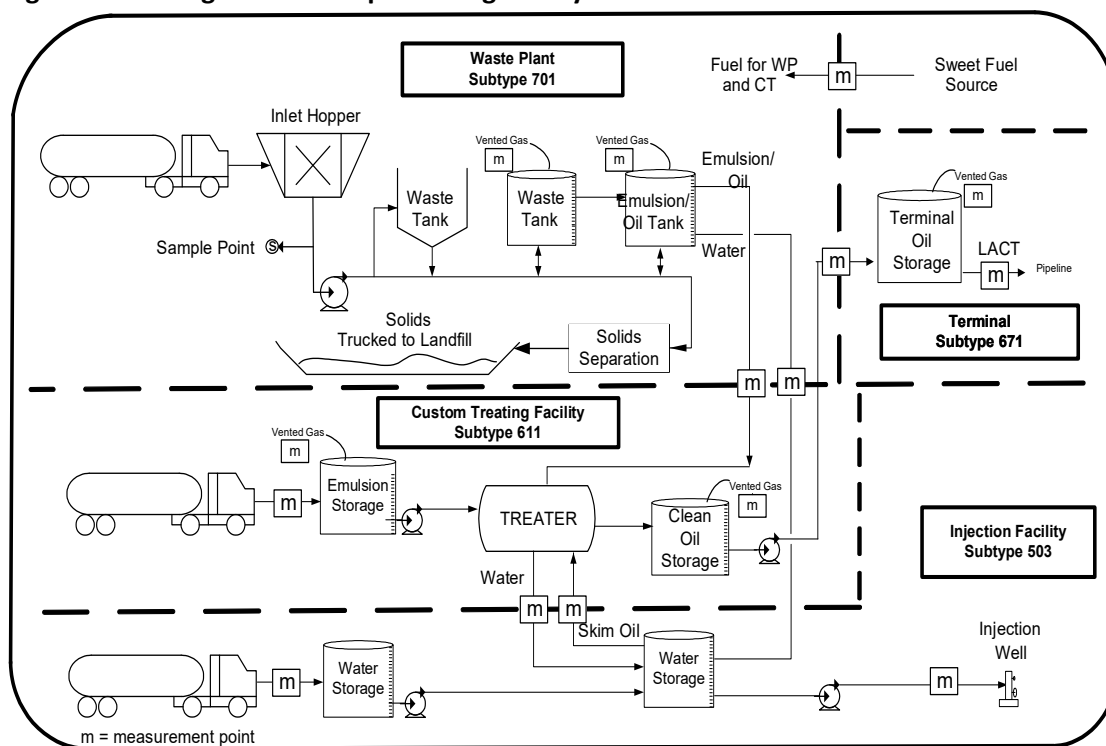 Waste Plant
Subtype 701
Fuel for WP
and CT
m
Sweet Fuel
Source
Inlet Hopper
Vented Gas
m
Vented Gas
m
Emulsion/
Oil
Waste
Tank
Waste
Tank
Emulsion/
Oil Tank
Water
Vented Gas
m
Terminal
Oil
Storage
Sample Point
S
m
LACT
m
Pipeline
Solids
Trucked to Landfill
Solids
Separation
Terminal
Subtype 671
m
m
Custom Treating Facility
Subtype 611
Vented Gas
m
Emulsion
Storage
m
TREATER
Vented Gas
m
Clean
Oil
Storage
Injection Facility
Subtype 503
Water
m
m
Skim Oil
Injection
Well
m
Water
Storage
Water
Storage
m
m = measurement point